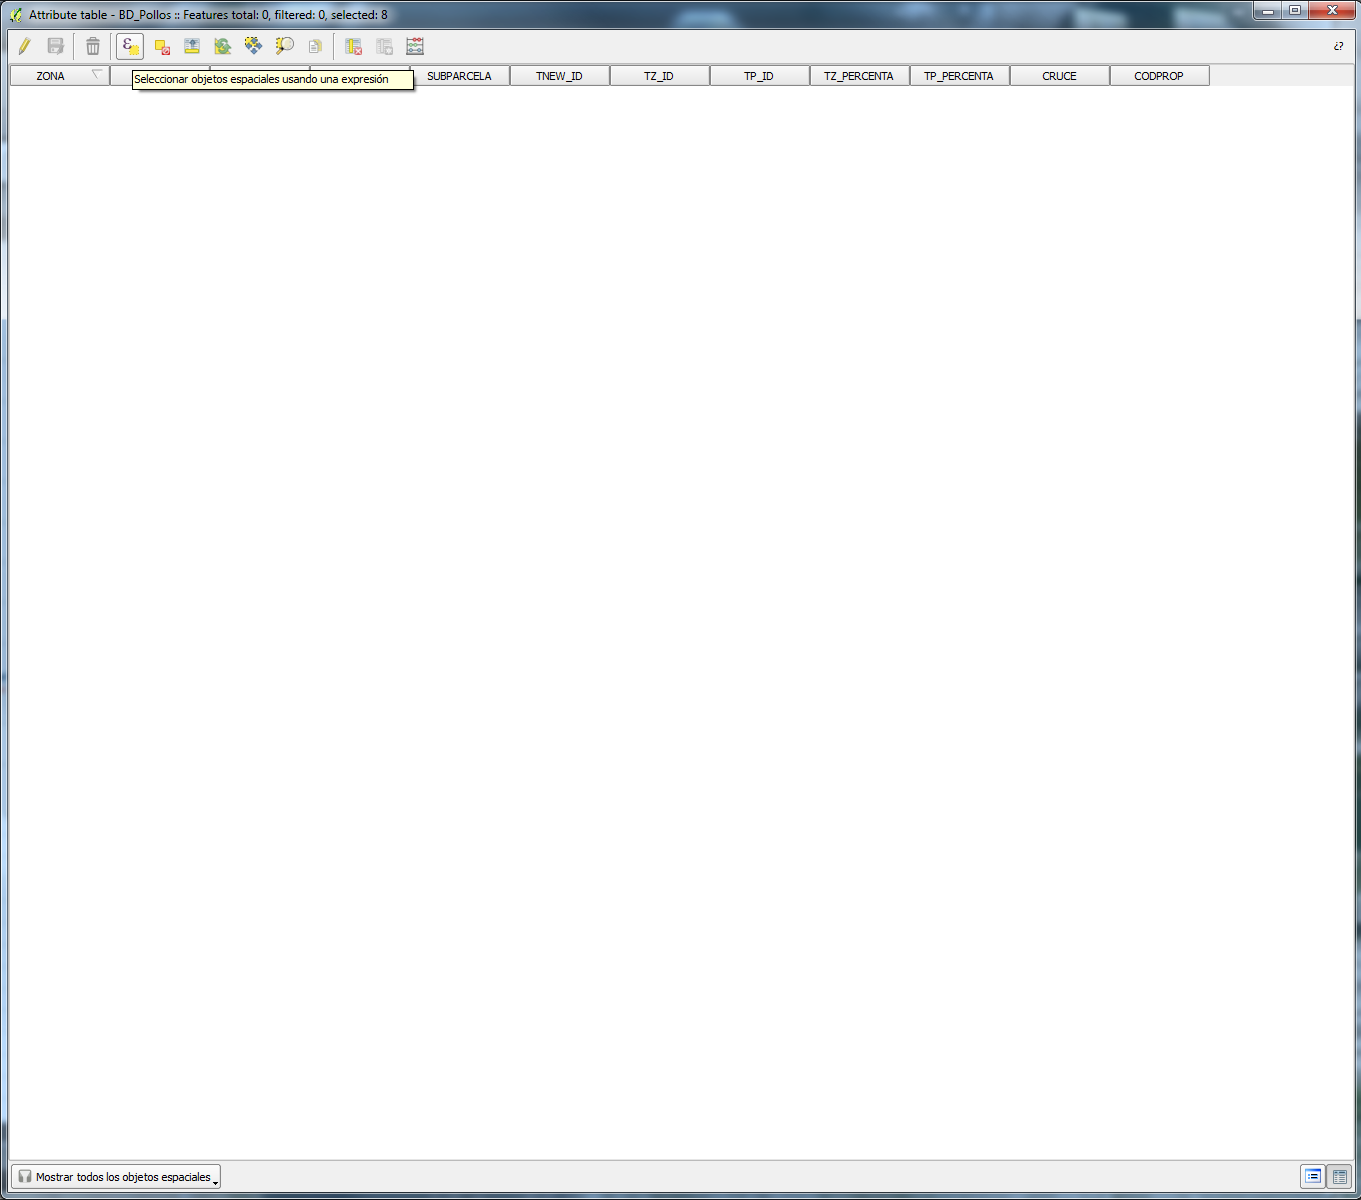 Attribute table - BD_Pollos :: Features total: 0, filtered: 0, selected: 8
ε
¿?
ZONA SUBPARCELA TNEW_ID TZ_ID TP_ID TZ_PERCENTA TP_PERCENTA CRUCE CODPROP
Seleccionar objetos espaciales usando una expresión
Mostrar todos los objetos espaciales